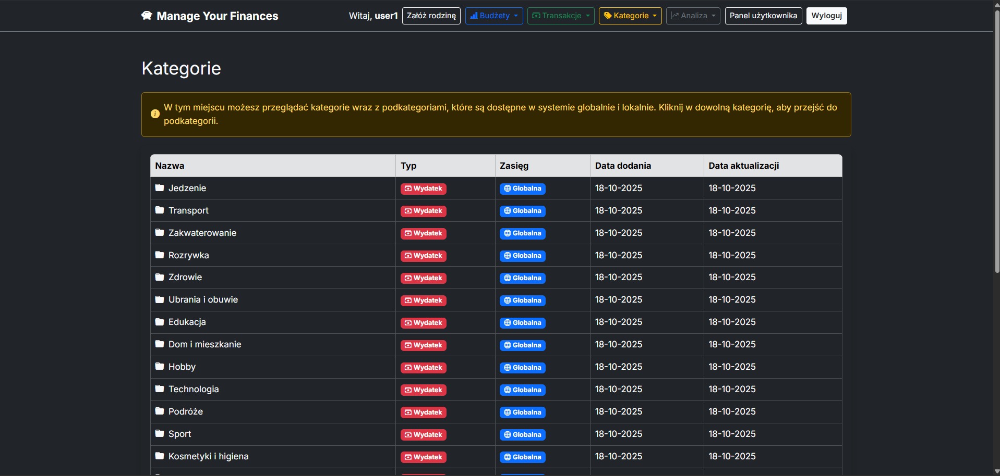 Manage Your Finances
Witaj, user1 Załóż rodzinę Budżety Transakcje Kategorie Analiza Panel użytkownika Wyloguj
Kategorie
W tym miejscu możesz przeglądać kategorie wraz z podkategoriami, które są dostępne w systemie globalnie i lokalnie. Kliknij w dowolną kategorię, aby przejść do
podkategorii.
Nazwa Typ Zasięg Data dodania Data aktualizacji
Jedzenie Wydatek Globalna 18-10-2025 18-10-2025
Transport Wydatek Globalna 18-10-2025 18-10-2025
Zakwaterowanie Wydatek Globalna 18-10-2025 18-10-2025
Rozrywka Wydatek Globalna 18-10-2025 18-10-2025
Zdrowie Wydatek Globalna 18-10-2025 18-10-2025
Ubrania i obuwie Wydatek Globalna 18-10-2025 18-10-2025
Edukacja Wydatek Globalna 18-10-2025 18-10-2025
Dom i mieszkanie Wydatek Globalna 18-10-2025 18-10-2025
Hobby Wydatek Globalna 18-10-2025 18-10-2025
Technologia Wydatek Globalna 18-10-2025 18-10-2025
Podróże Wydatek Globalna 18-10-2025 18-10-2025
Sport Wydatek Globalna 18-10-2025 18-10-2025
Kosmetyki i higiena Wydatek Globalna 18-10-2025 18-10-2025